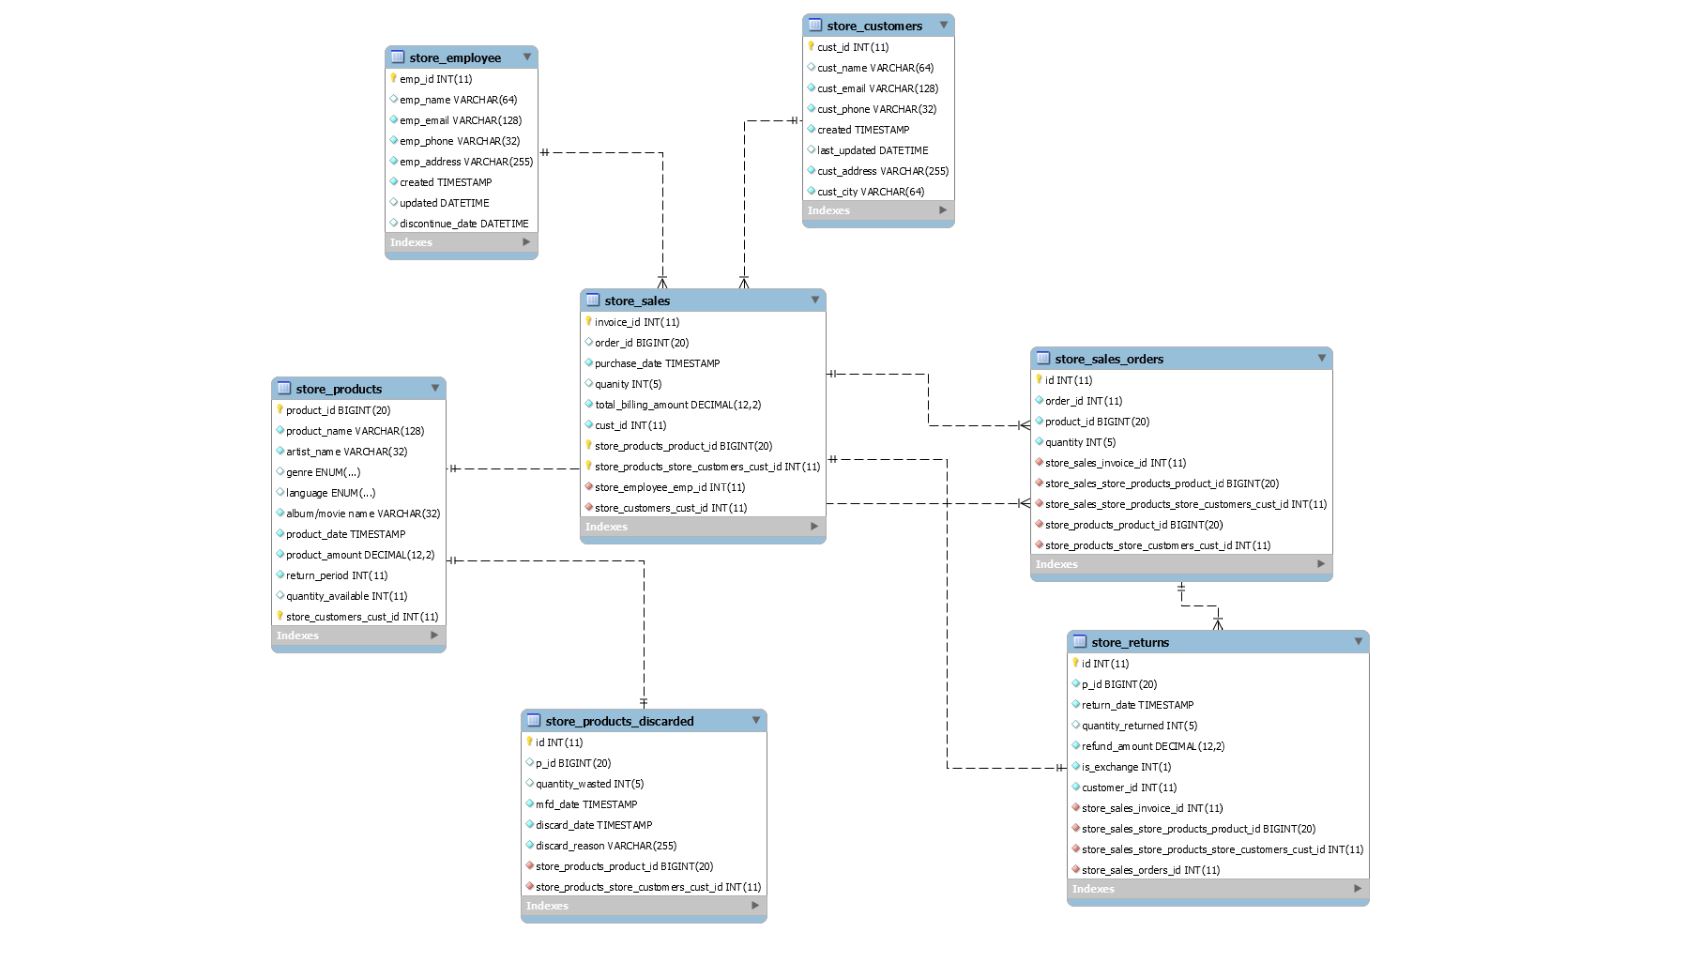 store_customers
cust_id INT(11)
cust_name VARCHAR(64)
cust_email VARCHAR(128)
cust_phone VARCHAR(32)
created TIMESTAMP
last_updated DATETIME
cust_address VARCHAR(255)
cust_city VARCHAR(64)
Indexes
store_employee
emp_id INT(11)
emp_name VARCHAR(64)
emp_email VARCHAR(128)
emp_phone VARCHAR(32)
emp_address VARCHAR(255)
created TIMESTAMP
updated DATETIME
discontinue_date DATETIME
Indexes
store_sales
invoice_id INT(11)
order_id BIGINT(20)
purchase_date TIMESTAMP
quanity INT(5)
total_billing_amount DECIMAL(12,2)
cust_id INT(11)
store_products_product_id BIGINT(20)
store_products_store_customers_cust_id INT(11)
store_employee_emp_id INT(11)
store_customers_cust_id INT(11)
Indexes
store_sales_orders
id INT(11)
order_id INT(11)
product_id BIGINT(20)
quantity INT(5)
store_sales_invoice_id INT(11)
store_sales_store_products_product_id BIGINT(20)
store_sales_store_products_store_customers_cust_id INT(11)
store_products_product_id BIGINT(20)
store_products_store_customers_cust_id INT(11)
Indexes
store_products
product_id BIGINT(20)
product_name VARCHAR(128)
artist_name VARCHAR(32)
genre ENUM(...)
language ENUM(...)
album/movie name VARCHAR(32)
product_date TIMESTAMP
product_amount DECIMAL(12,2)
return_period INT(11)
quantity_available INT(11)
store_customers_cust_id INT(11)
Indexes
store_returns
id INT(11)
p_id BIGINT(20)
return_date TIMESTAMP
quantity_returned INT(5)
refund_amount DECIMAL(12,2)
is_exchange INT(1)
customer_id INT(11)
store_sales_invoice_id INT(11)
store_sales_store_products_product_id BIGINT(20)
store_sales_store_products_store_customers_cust_id INT(11)
store_sales_orders_id INT(11)
Indexes
store_products_discarded
id INT(11)
p_id BIGINT(20)
quantity_wasted INT(5)
mfd_date TIMESTAMP
discard_date TIMESTAMP
discard_reason VARCHAR(255)
store_products_product_id BIGINT(20)
store_products_store_customers_cust_id INT(11)
Indexes